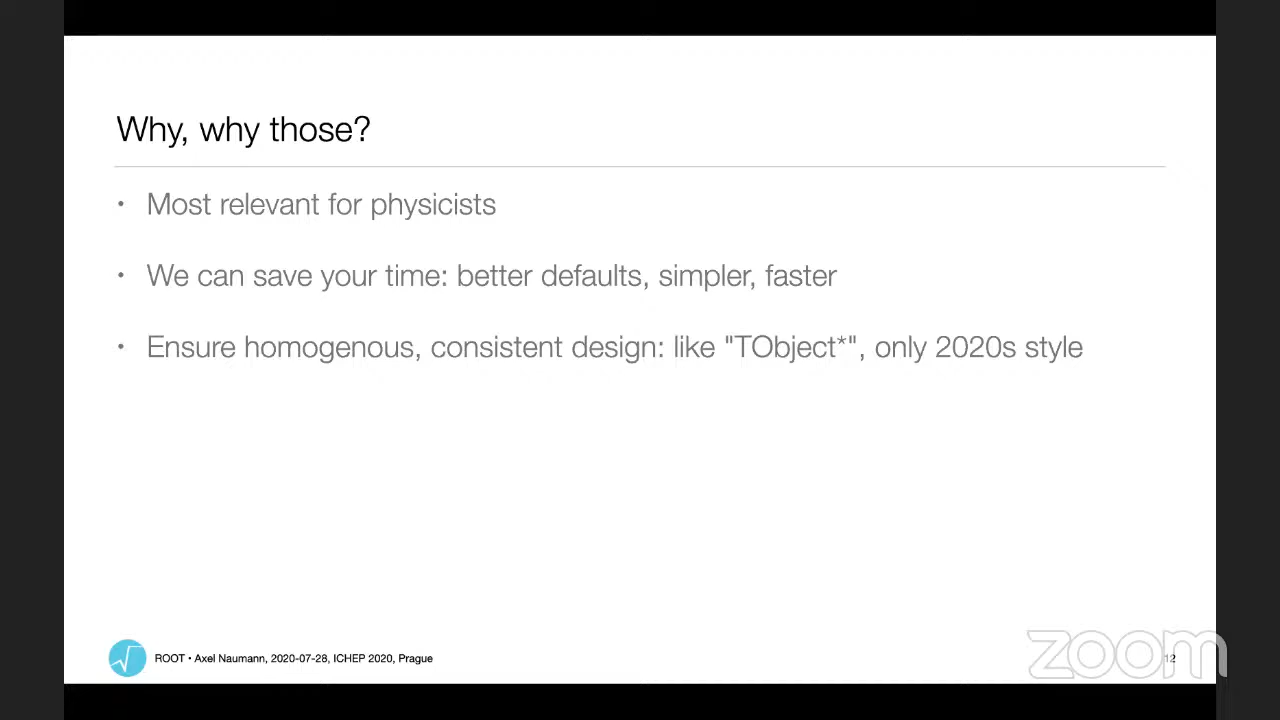 Why, why those?
• Most relevant for physicists
• We can save your time: better defaults, simpler, faster
• Ensure homogenous, consistent design: like "TObject*", only 2020s style
ROOT • Axel Naumann, 2020-07-28, ICHEP 2020, Prague
zoom
12